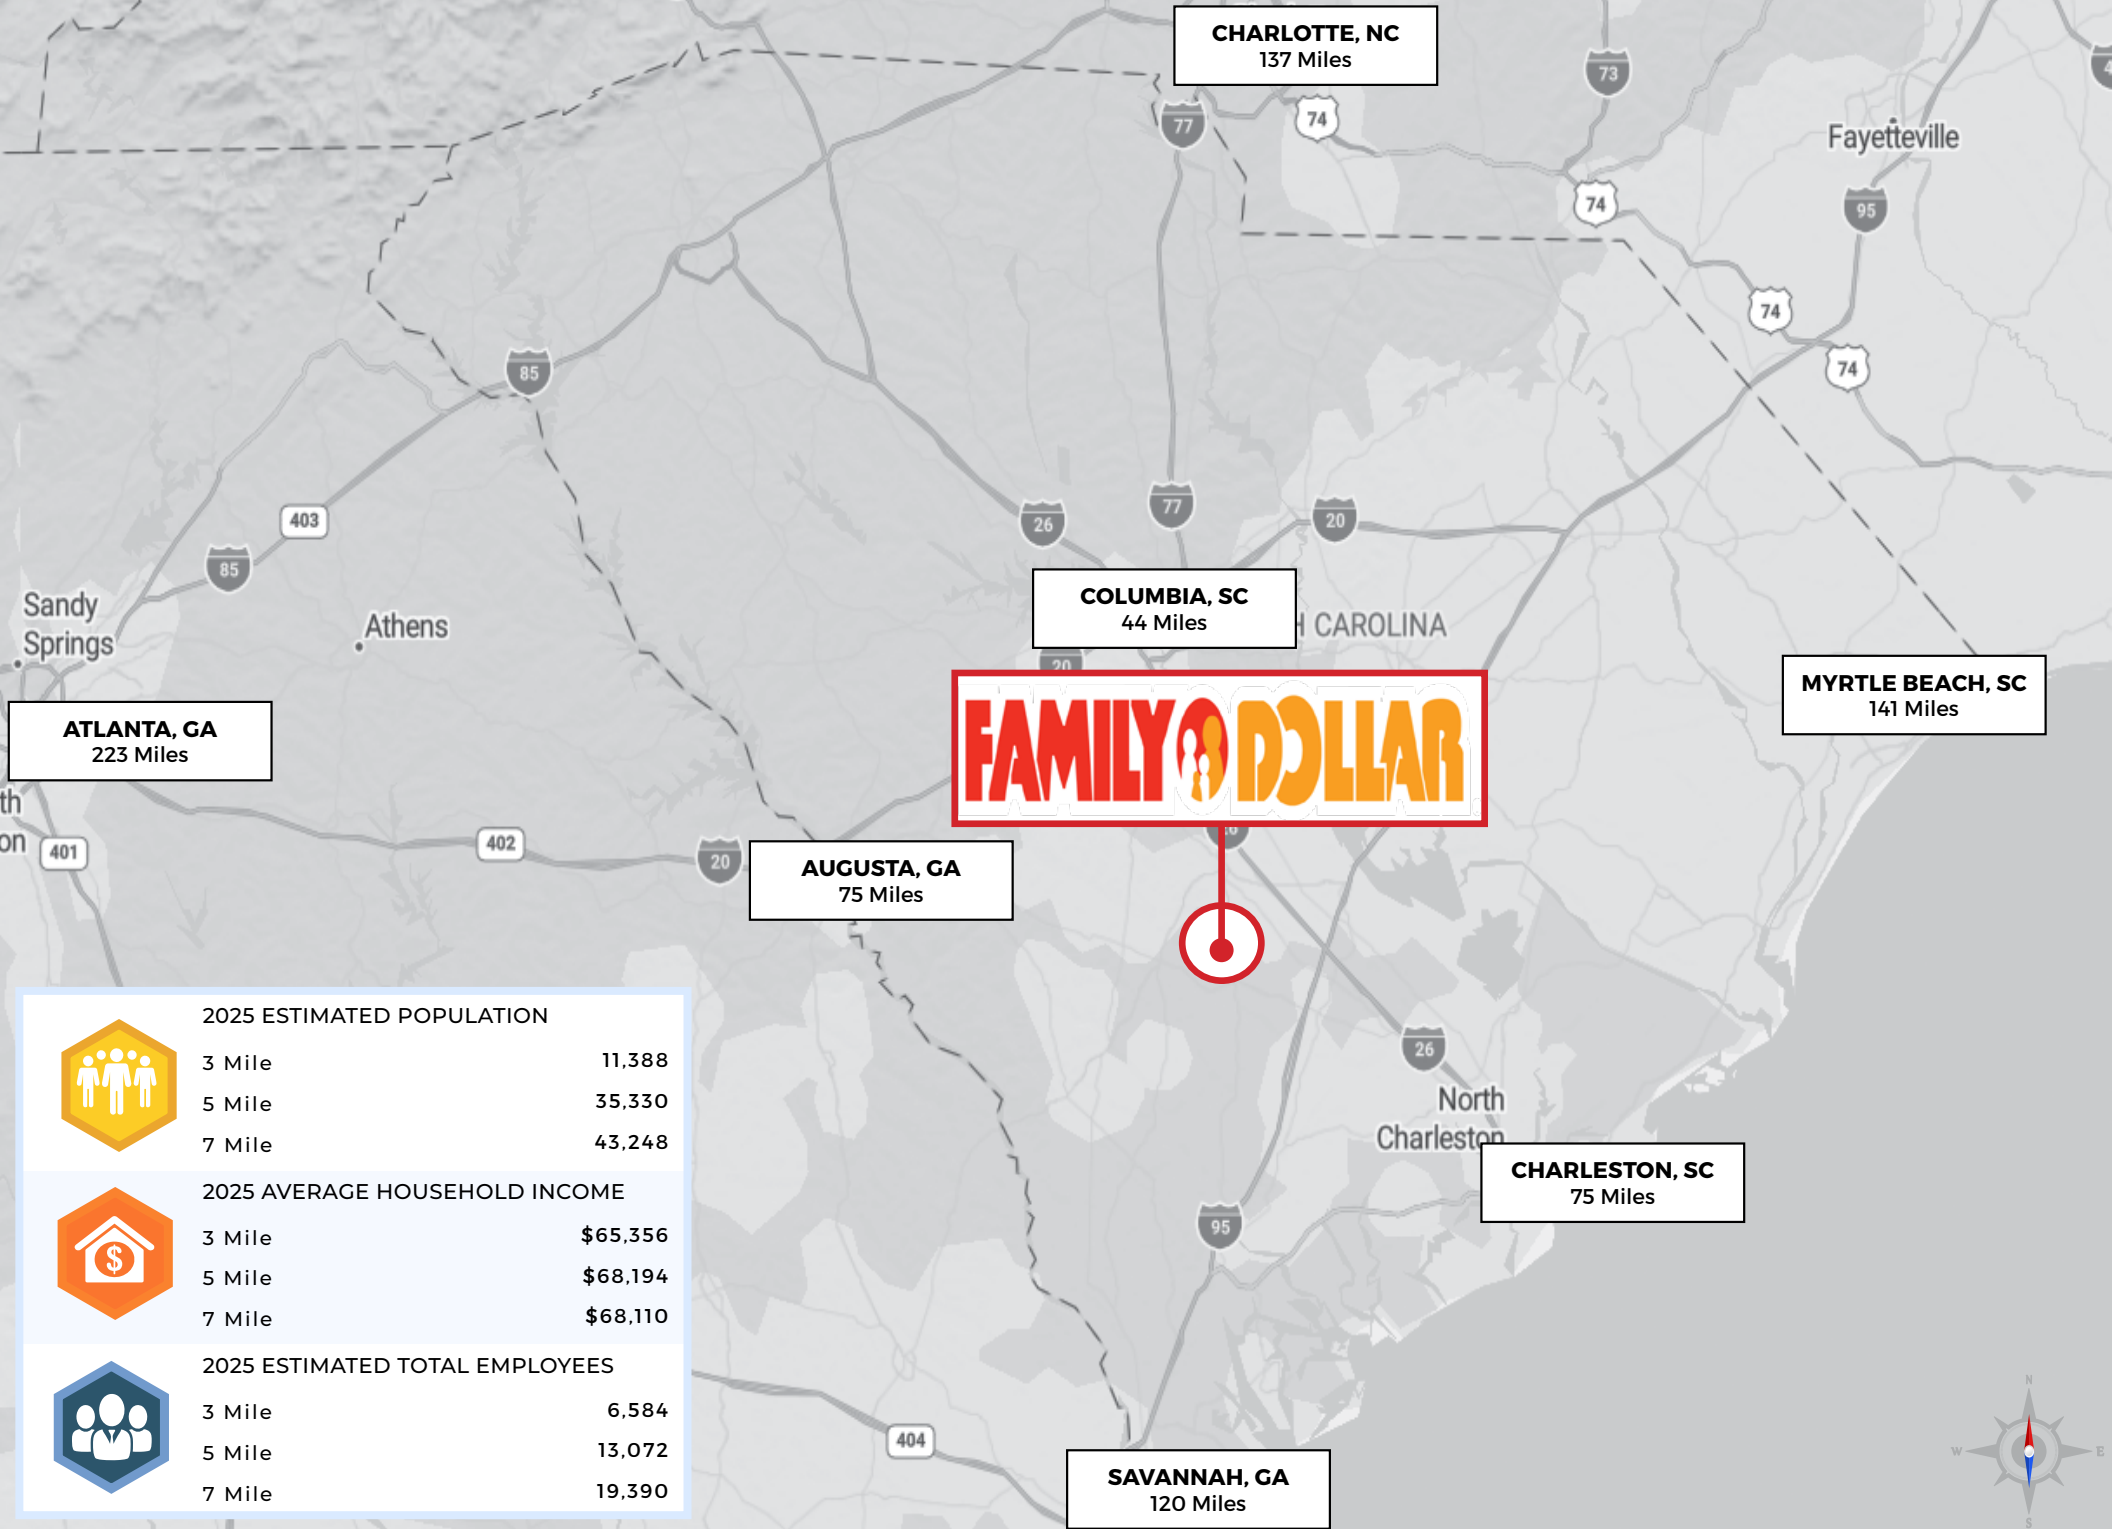 CHARLOTTE, NC
137 Miles
73
77
74
Fayetteville
74
95
74
74
85
403
85
26
77
20
Sandy
Springs
Athens
COLUMBIA, SC
44 Miles
H CAROLINA
20
MYRTLE BEACH, SC
141 Miles
ATLANTA, GA
223 Miles
FAMILY DOLLAR
th
on
401
402
20
AUGUSTA, GA
75 Miles
26
North
Charleston
CHARLESTON, SC
75 Miles
95
404
SAVANNAH, GA
120 Miles
2025 ESTIMATED POPULATION
3 Mile 11,388
5 Mile 35,330
7 Mile 43,248
2025 AVERAGE HOUSEHOLD INCOME
3 Mile $65,356
5 Mile $68,194
7 Mile $68,110
2025 ESTIMATED TOTAL EMPLOYEES
3 Mile 6,584
5 Mile 13,072
7 Mile 19,390
N
W E
S